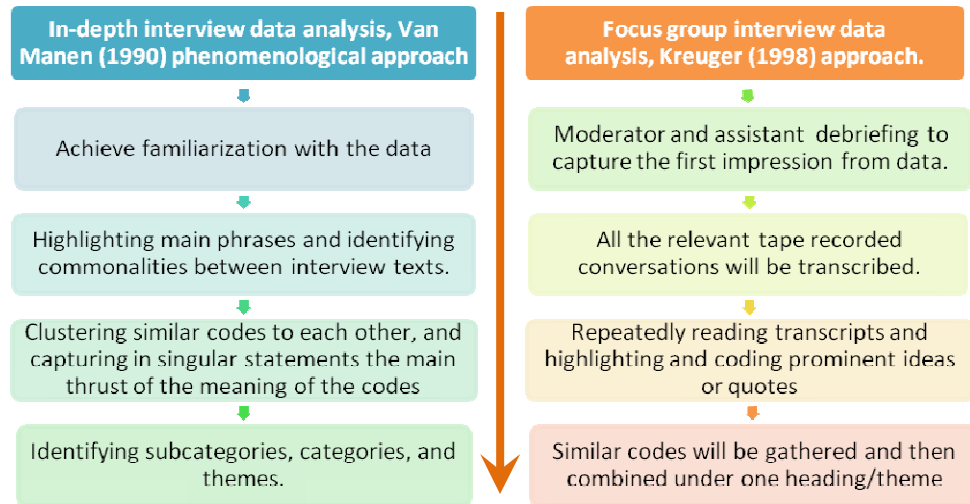 In-depth interview data analysis, Van
Manen (1990) phenomenological approach
Achieve familiarization with the data
Highlighting main phrases and identifying
commonalities between interview texts.
Clustering similar codes to each other, and
capturing in singular statements the main
thrust of the meaning of the codes
Identifying subcategories, categories, and
themes.
Focus group interview data
analysis, Kreuger (1998) approach.
Moderator and assistant debriefing to
capture the first impression from data.
All the relevant tape recorded
conversations will be transcribed.
Repeatedly reading transcripts and
highlighting and coding prominent ideas
or quotes
Similar codes will be gathered and then
combined under one heading/theme